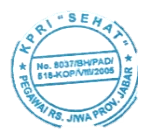 KPRI "SEHAT"
No. 8037/BH/PAD/
518-KOP/VIII/2005
PEGAWAI RS. JIWA PROV. JABAR